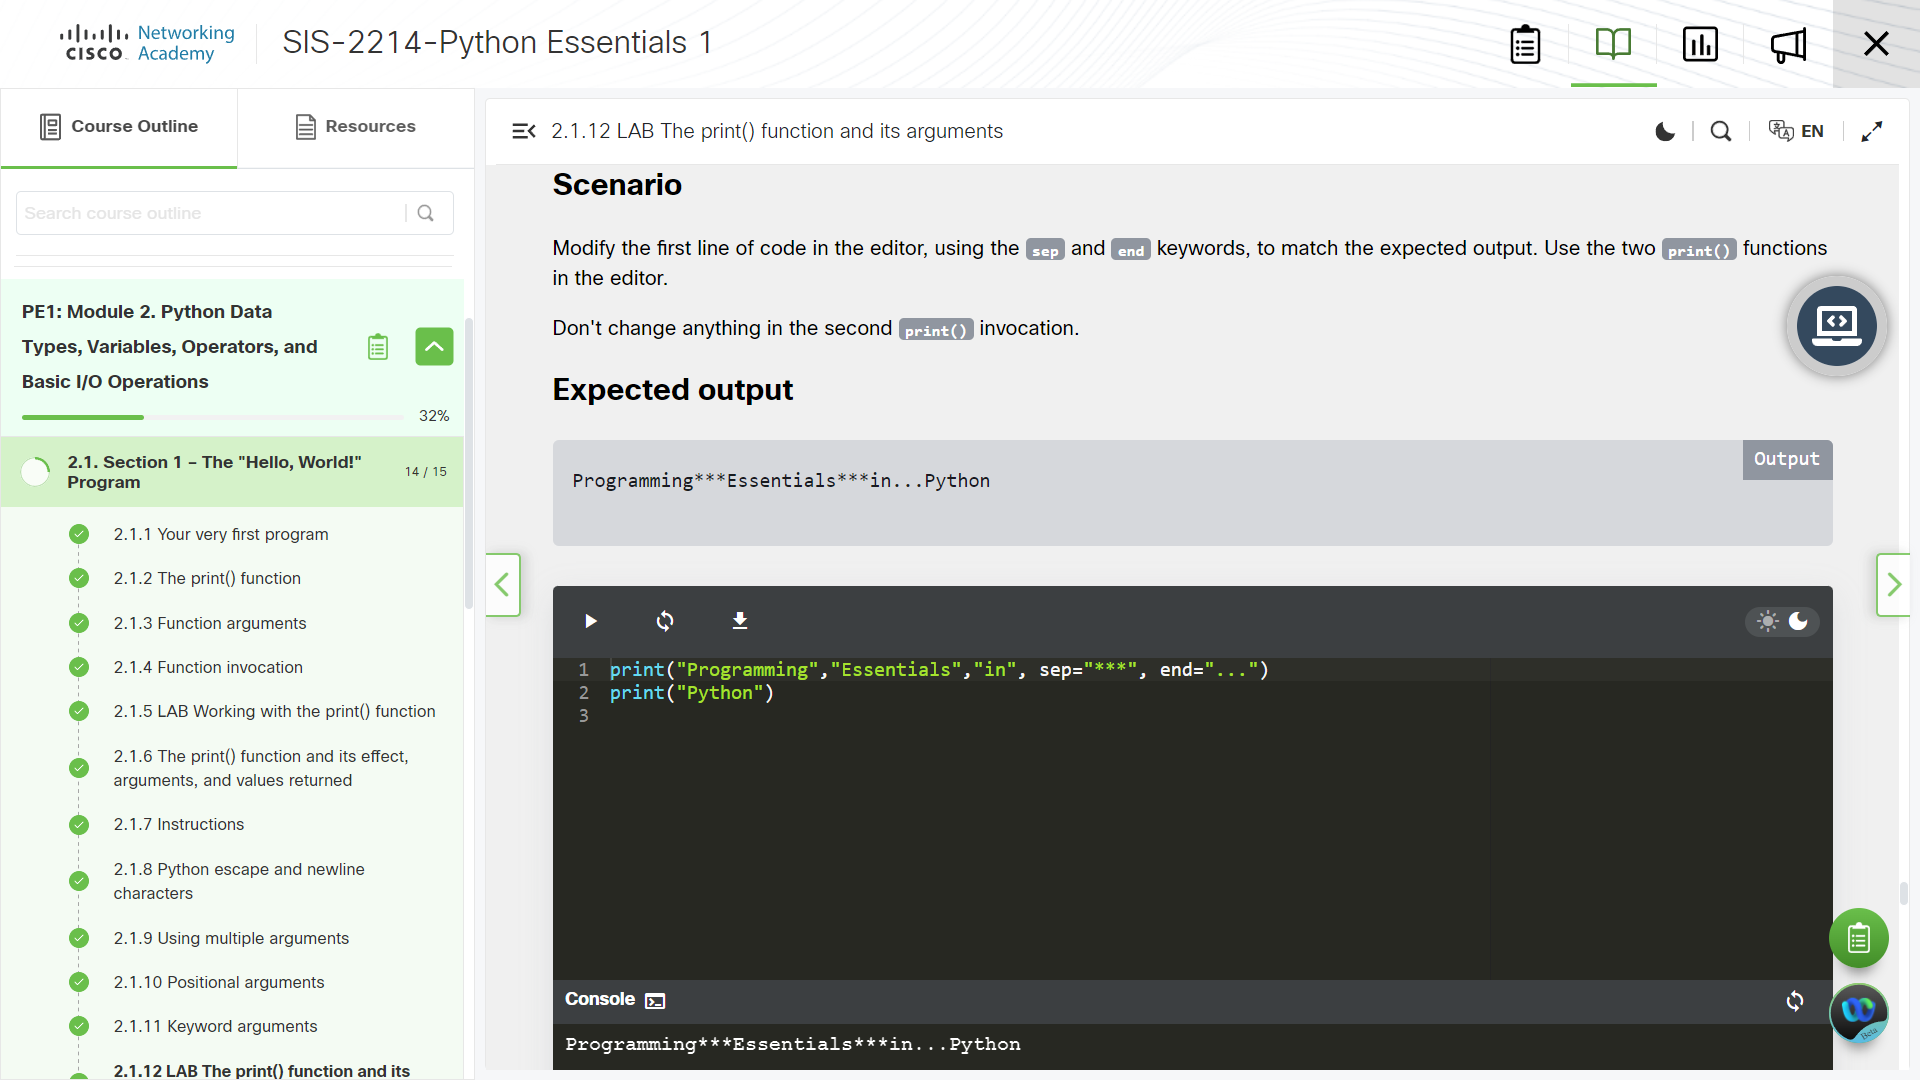 CISCO Networking Academy
SIS-2214-Python Essentials 1
Course Outline
Resources
Search course outline
PE1: Module 2. Python Data
Types, Variables, Operators, and
Basic I/O Operations
32%
2.1. Section 1 – The "Hello, World!"
Program
14 / 15
2.1.1 Your very first program
2.1.2 The print() function
2.1.3 Function arguments
2.1.4 Function invocation
2.1.5 LAB Working with the print() function
2.1.6 The print() function and its effect,
arguments, and values returned
2.1.7 Instructions
2.1.8 Python escape and newline
characters
2.1.9 Using multiple arguments
2.1.10 Positional arguments
2.1.11 Keyword arguments
2.1.12 LAB The print() function and its
2.1.12 LAB The print() function and its arguments
EN
Scenario
Modify the first line of code in the editor, using the sep and end keywords, to match the expected output. Use the two print() functions
in the editor.
Don't change anything in the second print() invocation.
Expected output
Output
Programming***Essentials***in...Python
1 print("Programming","Essentials","in", sep="***", end="...")
2 print("Python")
3
Console
Programming***Essentials***in...Python
Beta